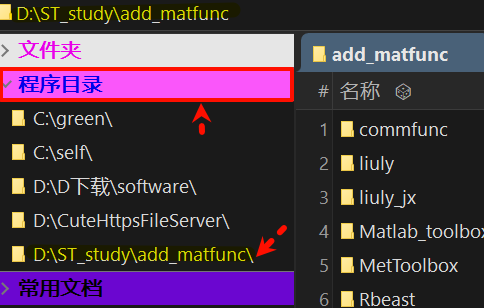 D:\ST_study\add_matfunc
文件夹
程序目录
C:\green\
C:\self\
D:\D下载\software\
D:\CuteHttpsFileServer\
D:\ST_study\add_matfunc\
常用文档
add_matfunc
# 名称
1 commfunc
2 liuly
3 liuly_jx
4 Matlab_toolbox
5 MetToolbox
6 Rbeast